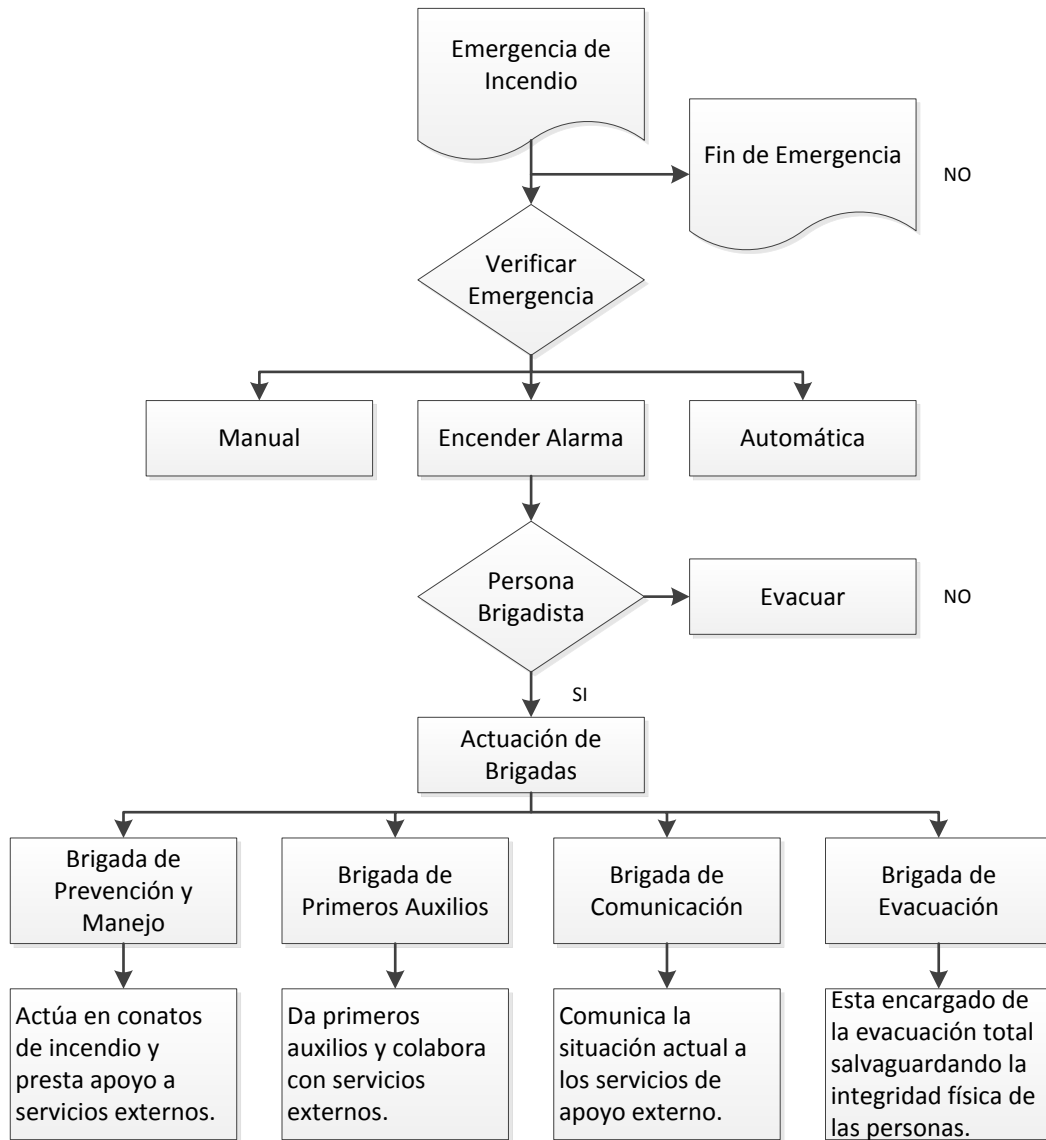 Emergencia de
Incendio
Fin de Emergencia
NO
Verificar
Emergencia
Manual
Encender Alarma
Automática
Persona
Brigadista
Evacuar
NO
SI
Actuación de
Brigadas
Brigada de
Prevención y
Manejo
Brigada de
Primeros Auxilios
Brigada de
Comunicación
Brigada de
Evacuación
Actúa en conatos
de incendio y
presta apoyo a
servicios externos.
Da primeros
auxilios y colabora
con servicios
externos.
Comunica la
situación actual a
los servicios de
apoyo externo.
Esta encargado de
la evacuación total
salvaguardando la
integridad física de
las personas.